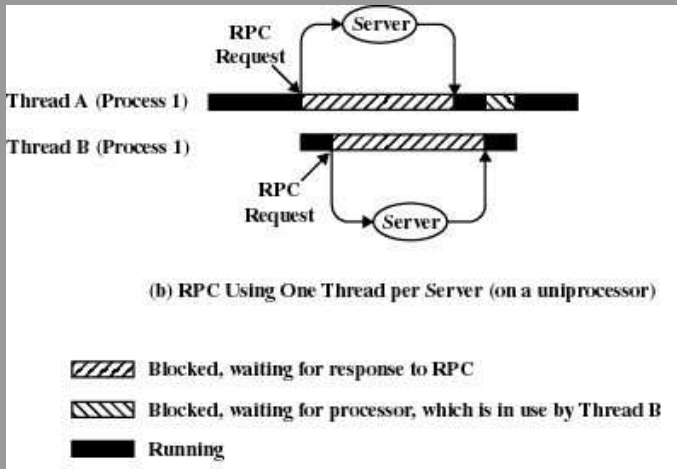 Server
RPC
Request
Thread A (Process 1)
Thread B (Process 1)
RPC
Request
Server
(b) RPC Using One Thread per Server (on a uniprocessor)
Blocked, waiting for response to RPC
Blocked, waiting for processor, which is in use by Thread B
Running